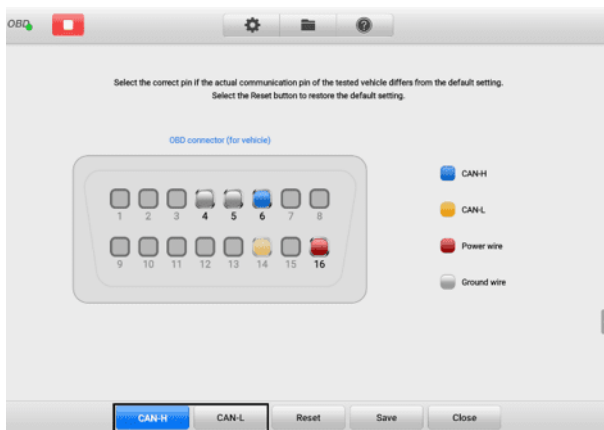 OBD
Select the correct pin if the actual communication pin of the tested vehicle differs from the default setting.
Select the Reset button to restore the default setting.
OBD connector (for vehicle)
1 2 3 4 5 6 7 8
9 10 11 12 13 14 15 16
CAN-H
CAN-L
Power wire
Ground wire
CAN-H CAN-L Reset Save Close